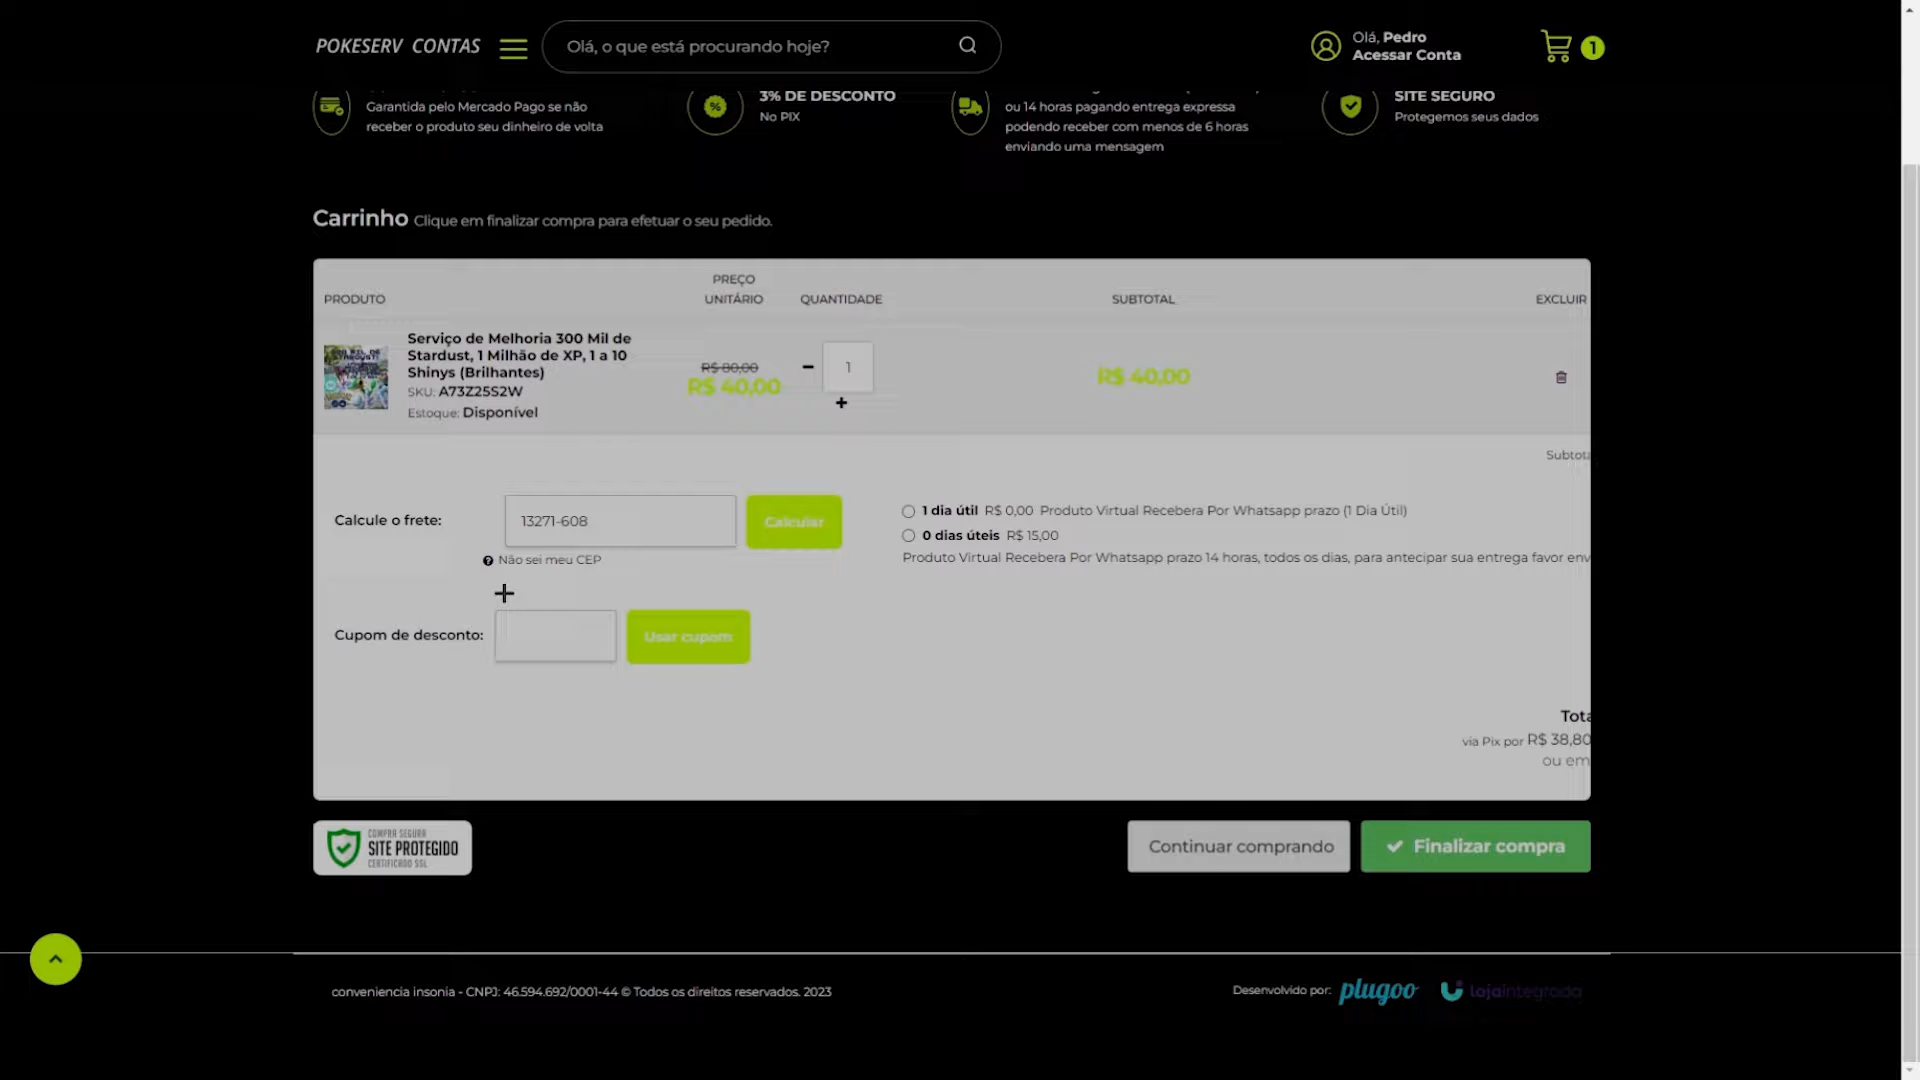 POKESERV CONTAS
Olá, o que está procurando hoje?
Olá, Pedro
Acessar Conta
1
Garantida pelo Mercado Pago se não
receber o produto seu dinheiro de volta
3% DE DESCONTO
No PIX
ou 14 horas pagando entrega expressa
podendo receber com menos de 6 horas
enviando uma mensagem
SITE SEGURO
Protegemos seus dados
Carrinho Clique em finalizar compra para efetuar o seu pedido.
PRODUTO
PREÇO
UNITÁRIO
QUANTIDADE
SUBTOTAL
EXCLUIR
Serviço de Melhoria 300 Mil de
Stardust, 1 Milhão de XP, 1 a 10
Shinys (Brilhantes)
SKU: A73Z25S2W
Estoque: Disponível
R$ 80,00
R$ 40,00
- 1
+
R$ 40,00
Subtota
Calcule o frete:
13271-608
Calcular
Não sei meu CEP
1 dia útil R$ 0,00 Produto Virtual Recebera Por Whatsapp prazo (1 Dia Útil)
0 dias úteis R$ 15,00
Produto Virtual Recebera Por Whatsapp prazo 14 horas, todos os dias, para antecipar sua entrega favor env
Cupom de desconto:
Usar cupom
Tota
via Pix por R$ 38,80
ou em
COMPRA SEGURA
SITE PROTEGIDO
CERTIFICADO SSL
Continuar comprando
Finalizar compra
conveniencia insonia - CNPJ: 46.594.692/0001-44 © Todos os direitos reservados. 2023
Desenvolvido por: plugoo
lojaintegrada